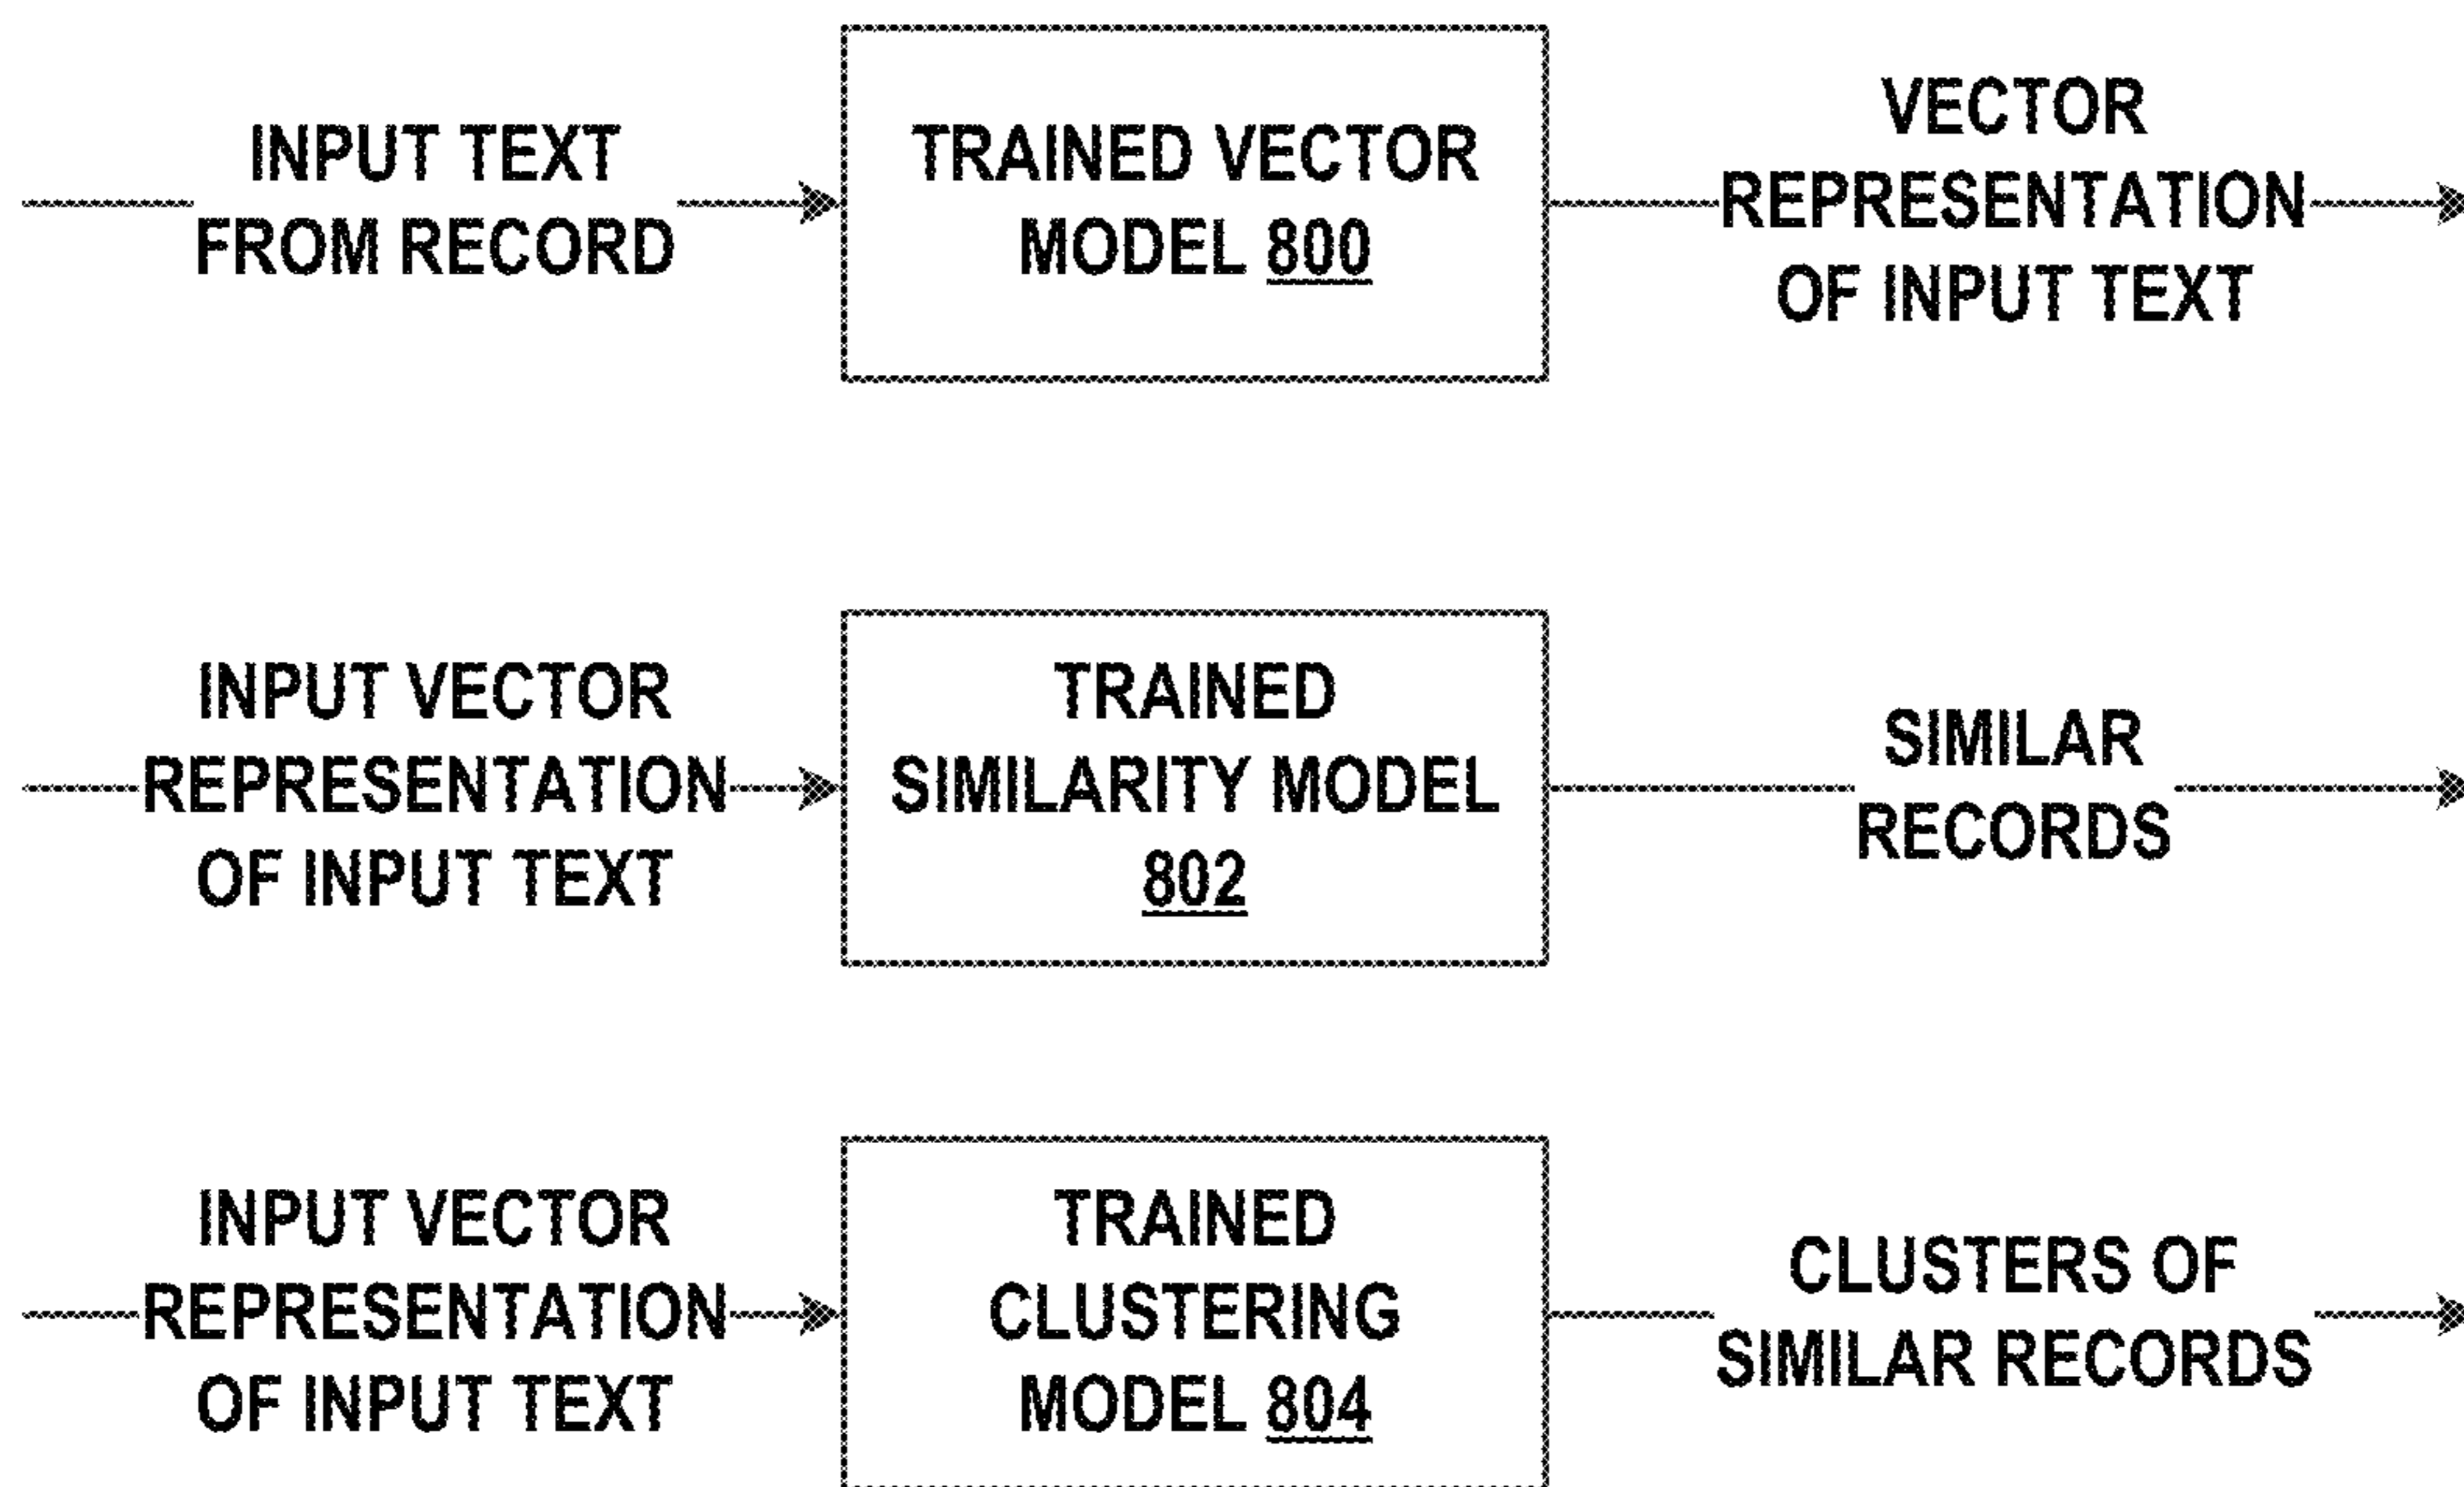 INPUT TEXT
FROM RECORD
TRAINED VECTOR
MODEL 800
VECTOR
REPRESENTATION
OF INPUT TEXT
INPUT VECTOR
REPRESENTATION
OF INPUT TEXT
TRAINED
SIMILARITY MODEL
802
SIMILAR
RECORDS
INPUT VECTOR
REPRESENTATION
OF INPUT TEXT
TRAINED
CLUSTERING
MODEL 804
CLUSTERS OF
SIMILAR RECORDS